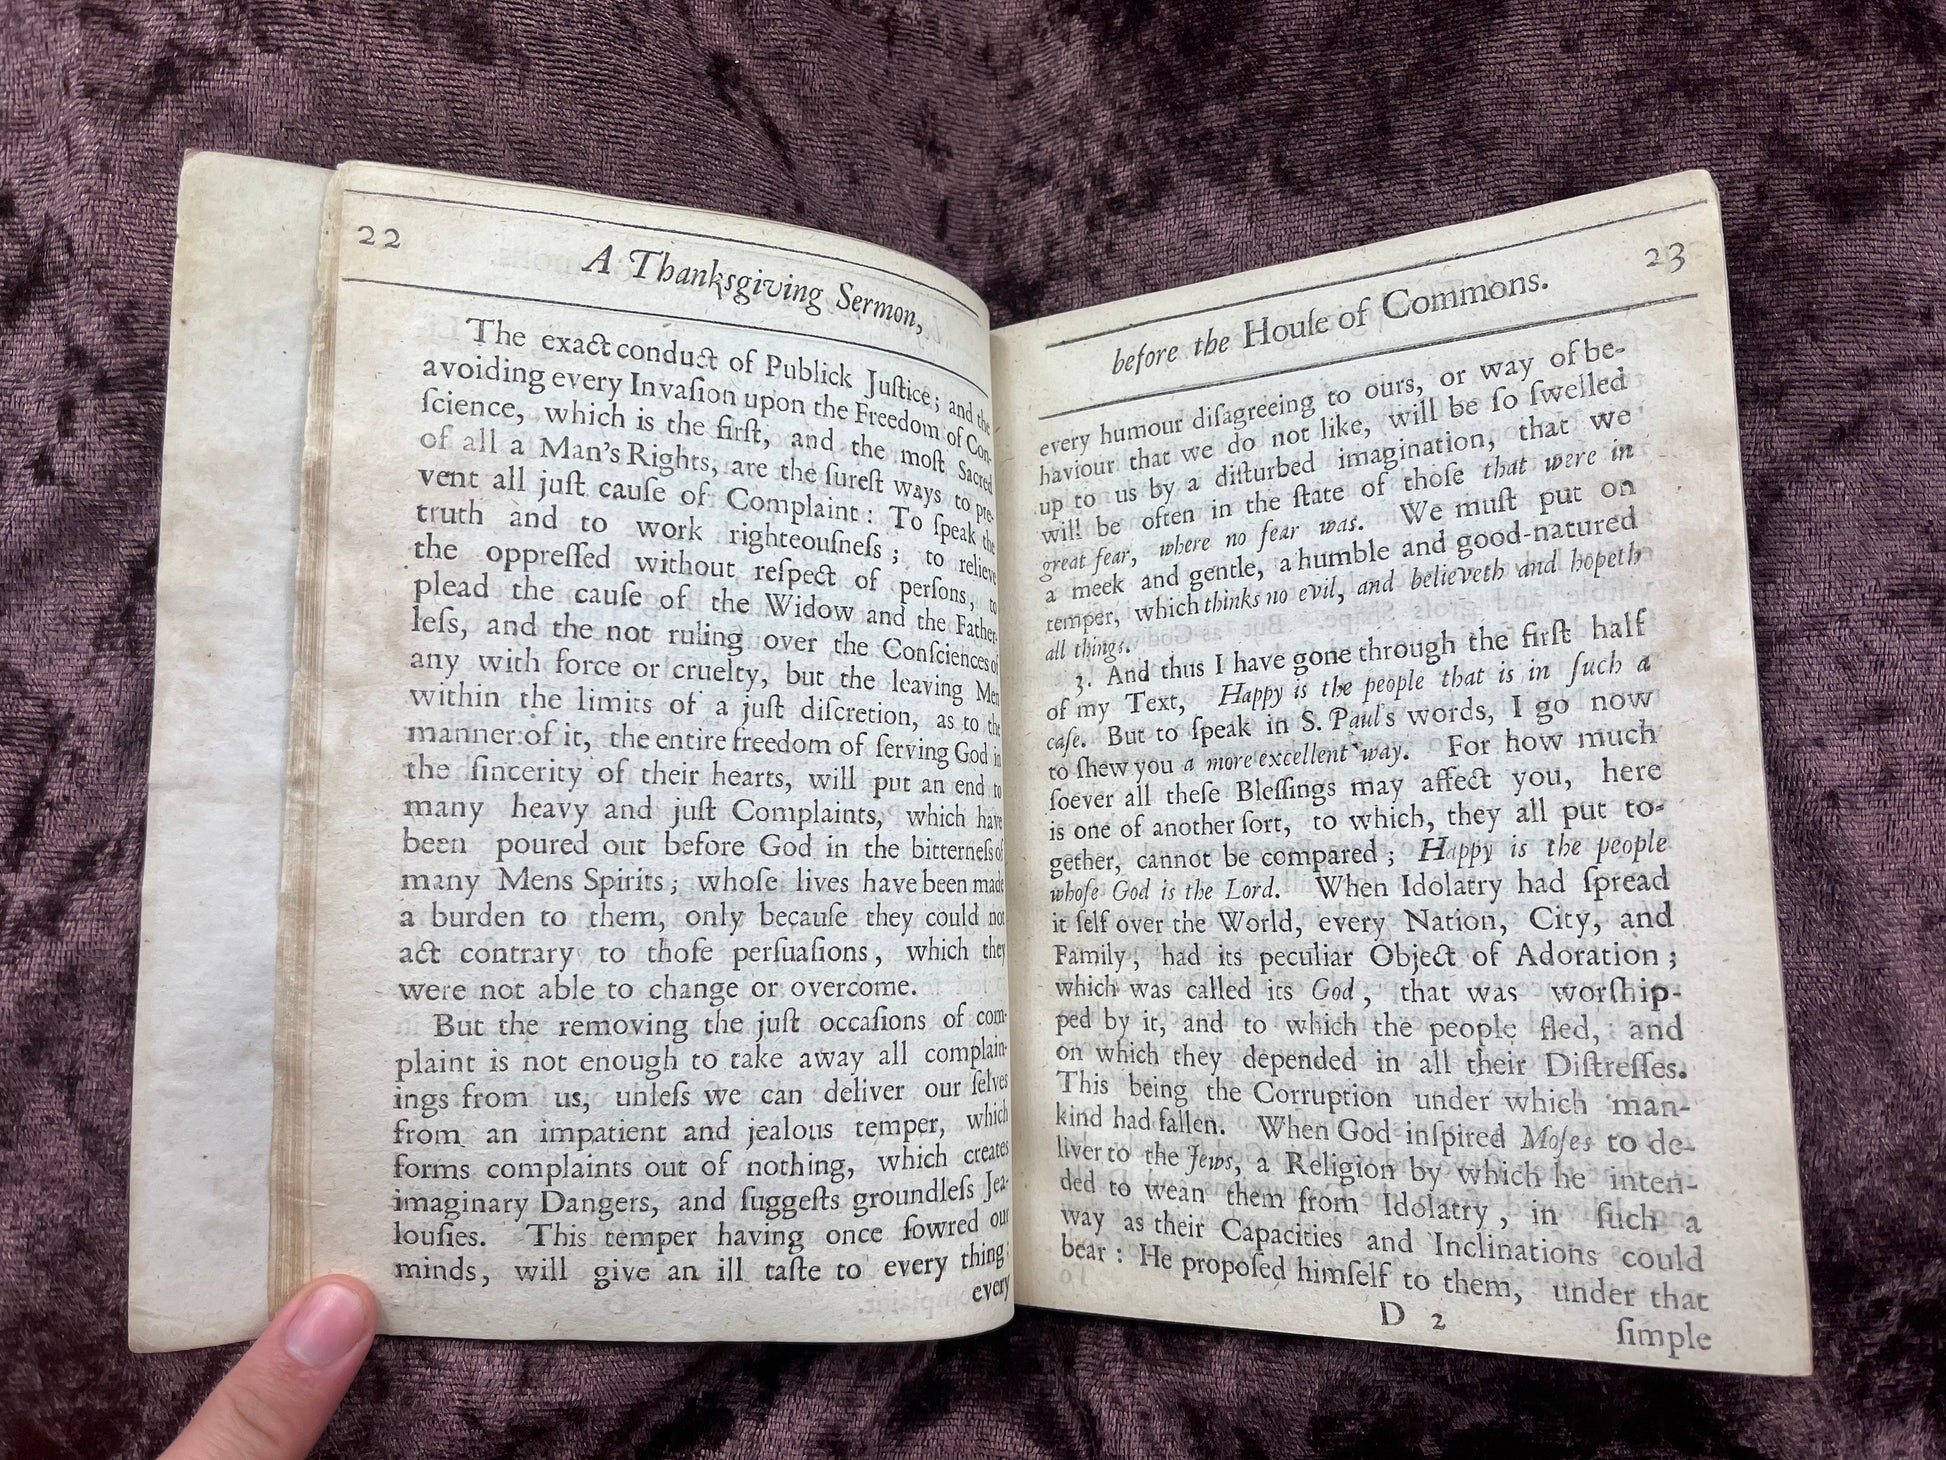 22
A Thanksgiving Sermon,
The exact conduct of Publick Juſtice; and the
avoiding every Invaſion upon the Freedom of Con-
ſcience, which is the firſt, and the moſt Sacred
of all a Man's Rights, are the ſureſt ways to pre-
vent all juſt cauſe of Complaint: To ſpeak the
truth and to work righteouſneſs; to relieve
the oppreſſed without reſpect of perſons, to
plead the cauſe of the Widow and the Father-
leſs, and the not ruling over the Conſciences of
any with force or cruelty, but the leaving Men
within the limits of a juſt diſcretion, as to the
manner of it, the entire freedom of ſerving God in
the ſincerity of their hearts, will put an end to
many heavy and juſt Complaints, which have
been poured out before God in the bitterneſs of
many Mens Spirits; whoſe lives have been made
a burden to them, only becauſe they could not
act contrary to thoſe perſuaſions, which they
were not able to change or overcome.
But the removing the juſt occaſions of com-
plaint is not enough to take away all complain-
ings from us, unleſs we can deliver our ſelves
from an impatient and jealous temper, which
forms complaints out of nothing, which creates
imaginary Dangers, and ſuggeſts groundleſs Jea-
louſies. This temper having once ſowred our
minds, will give an ill taſte to every thing;
every
23
before the Houſe of Commons.
every humour diſagreeing to ours, or way of be-
haviour that we do not like, will be ſo ſwelled
up to us by a diſturbed imagination, that we
will be often in the ſtate of thoſe that were in
great fear, where no fear was. We muſt put on
a meek and gentle, a humble and good-natured
temper, which thinks no evil, and believeth and hopeth
all things.
3. And thus I have gone through the firſt half
of my Text, Happy is the people that is in ſuch a
caſe. But to ſpeak in S. Paul's words, I go now
to ſhew you a more excellent way. For how much
ſoever all theſe Bleſſings may affect you, here
is one of another ſort, to which, they all put to-
gether, cannot be compared; Happy is the people
whoſe God is the Lord. When Idolatry had ſpread
it ſelf over the World, every Nation, City, and
Family, had its peculiar Object of Adoration;
which was called its God, that was worſhip-
ped by it, and to which the people fled, and
on which they depended in all their Diſtreſſes.
This being the Corruption under which man-
kind had fallen. When God inſpired Moſes to de-
liver to the Jews, a Religion by which he inten-
ded to wean them from Idolatry, in ſuch a
way as their Capacities and Inclinations could
bear: He propoſed himſelf to them, under that
D 2
ſimple